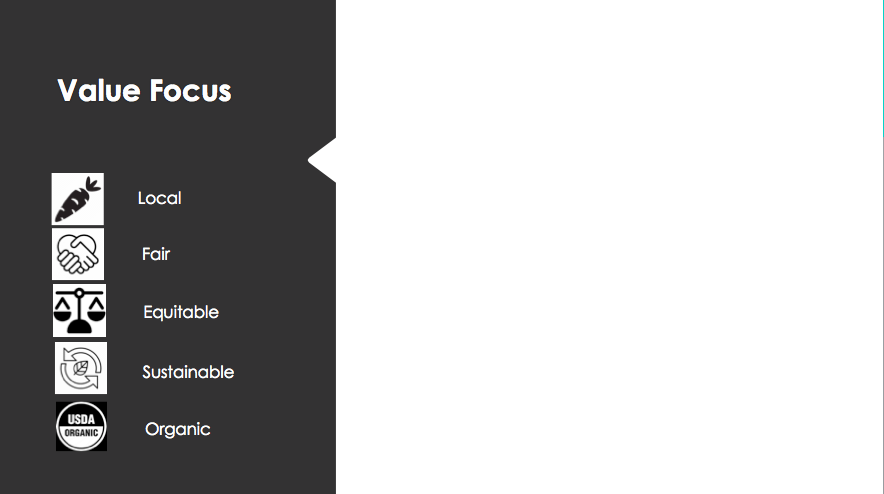 Value Focus
Local
Fair
Equitable
Sustainable
USDA
ORGANIC
Organic